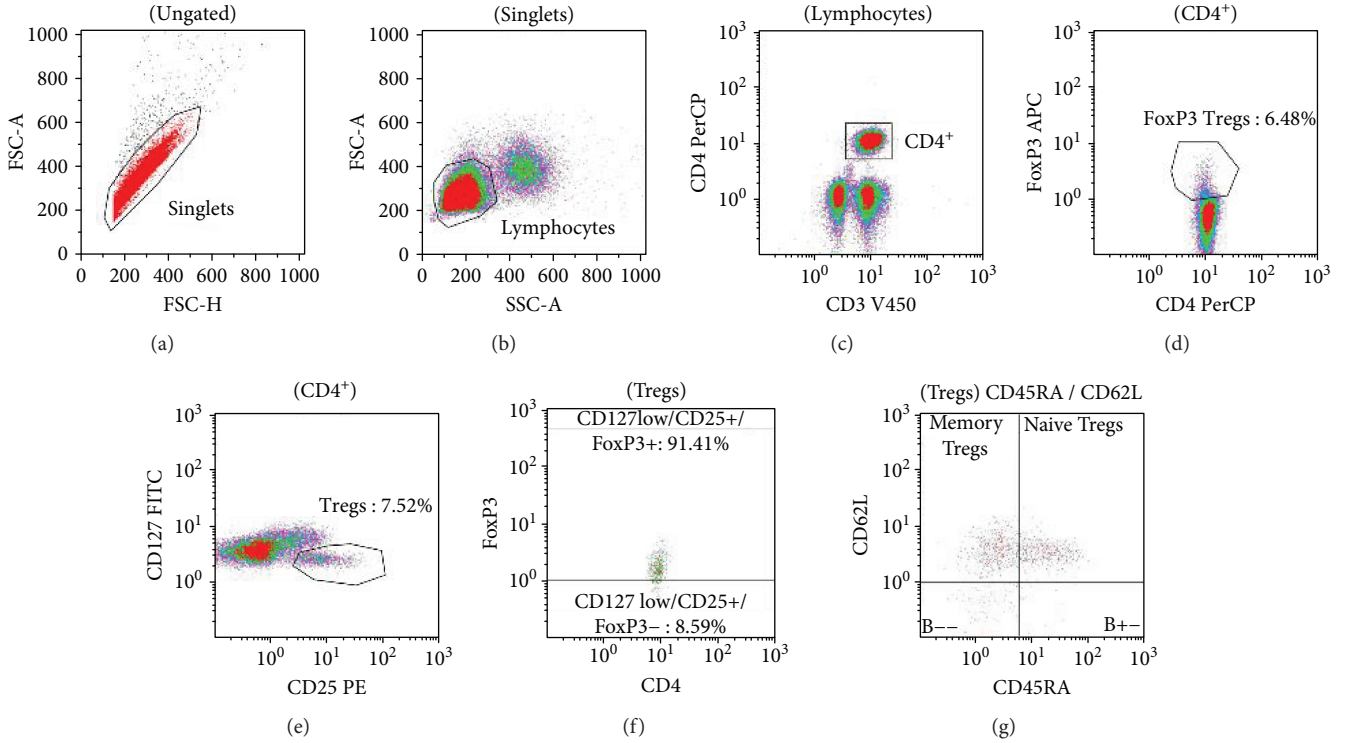 (Ungated)
1000
800
600
400
200
0
FSC-A
Singlets
0 200 400 600 800 1000
FSC-H
(a)
(Singlets)
1000
800
600
400
200
0
FSC-A
Lymphocytes
0 200 400 600 800 1000
SSC-A
(b)
(Lymphocytes)
10³
10²
10¹
10⁰
CD4 PerCP
CD4⁺
10⁰ 10¹ 10² 10³
CD3 V450
(c)
(CD4⁺)
10³
10²
10¹
10⁰
FoxP3 APC
FoxP3 Tregs : 6.48%
10⁰ 10¹ 10² 10³
CD4 PerCP
(d)
(CD4⁺)
10³
10²
10¹
10⁰
CD127 FITC
Tregs : 7.52%
10⁰ 10¹ 10² 10³
CD25 PE
(e)
(Tregs)
10³
10²
10¹
10⁰
FoxP3
CD127low/CD25+/
FoxP3+: 91.41%
CD127 low/CD25+/
FoxP3− : 8.59%
10⁰ 10¹ 10² 10³
CD4
(f)
(Tregs) CD45RA / CD62L
10³
10²
10¹
10⁰
CD62L
Memory
Tregs
Naive Tregs
B−−
B+−
10⁰ 10¹ 10² 10³
CD45RA
(g)